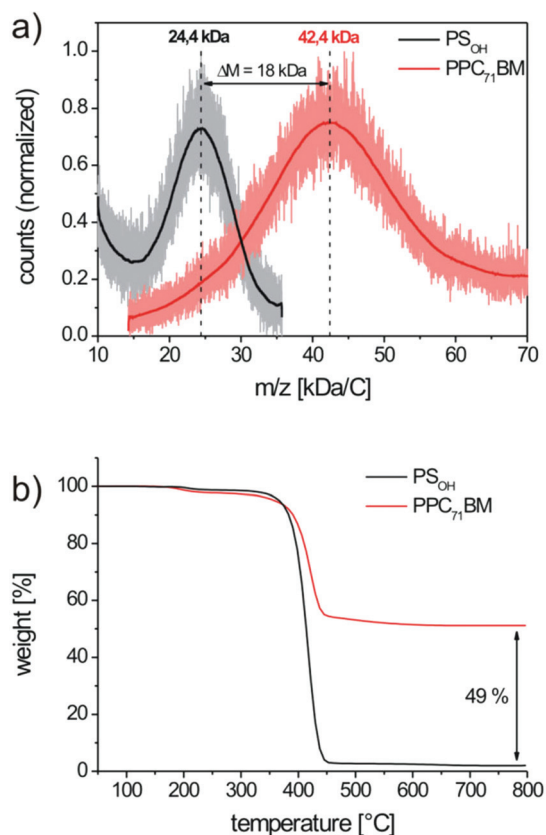 a)
24,4 kDa
42,4 kDa
PS_OH
PPC_71BM
ΔM = 18 kDa
1.0
0.8
0.6
0.4
0.2
0.0
counts (normalized)
10 20 30 40 50 60 70
m/z [kDa/C]
b)
PS_OH
PPC_71BM
100
80
60
40
20
0
weight [%]
49 %
100 200 300 400 500 600 700 800
temperature [°C]